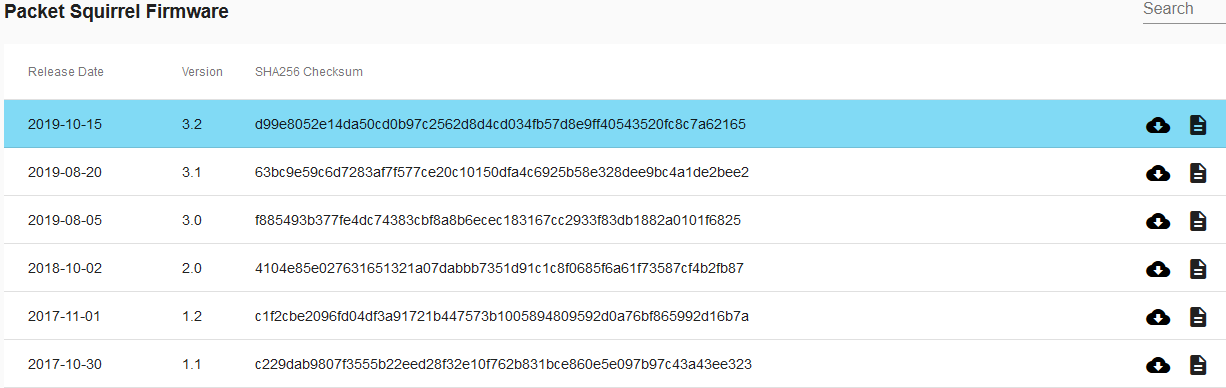 Packet Squirrel Firmware Search
Release Date Version SHA256 Checksum
2019-10-15 3.2 d99e8052e14da50cd0b97c2562d8d4cd034fb57d8e9ff40543520fc8c7a62165
2019-08-20 3.1 63bc9e59c6d7283af7f577ce20c10150dfa4c6925b58e328dee9bc4a1de2bee2
2019-08-05 3.0 f885493b377fe4dc74383cbf8a8b6ecec183167cc2933f83db1882a0101f6825
2018-10-02 2.0 4104e85e027631651321a07dabbb7351d91c1c8f0685f6a61f73587cf4b2fb87
2017-11-01 1.2 c1f2cbe2096fd04df3a91721b447573b1005894809592d0a76bf865992d16b7a
2017-10-30 1.1 c229dab9807f3555b22eed28f32e10f762b831bce860e5e097b97c43a43ee323